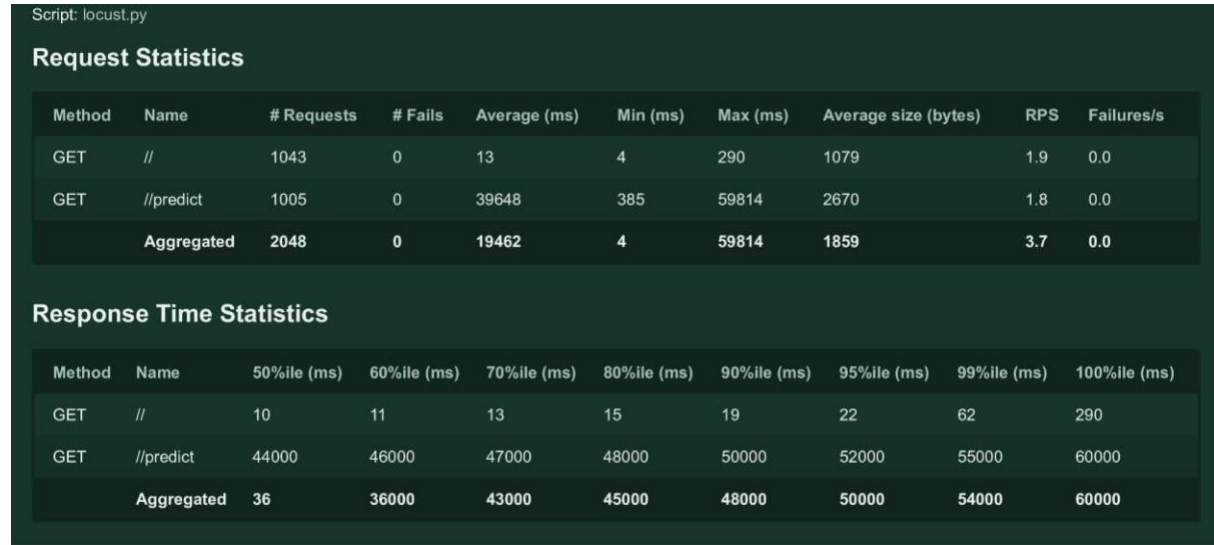 Script: locust.py
Request Statistics
Method Name # Requests # Fails Average (ms) Min (ms) Max (ms) Average size (bytes) RPS Failures/s
GET // 1043 0 13 4 290 1079 1.9 0.0
GET //predict 1005 0 39648 385 59814 2670 1.8 0.0
Aggregated 2048 0 19462 4 59814 1859 3.7 0.0
Response Time Statistics
Method Name 50%ile (ms) 60%ile (ms) 70%ile (ms) 80%ile (ms) 90%ile (ms) 95%ile (ms) 99%ile (ms) 100%ile (ms)
GET // 10 11 13 15 19 22 62 290
GET //predict 44000 46000 47000 48000 50000 52000 55000 60000
Aggregated 36 36000 43000 45000 48000 50000 54000 60000